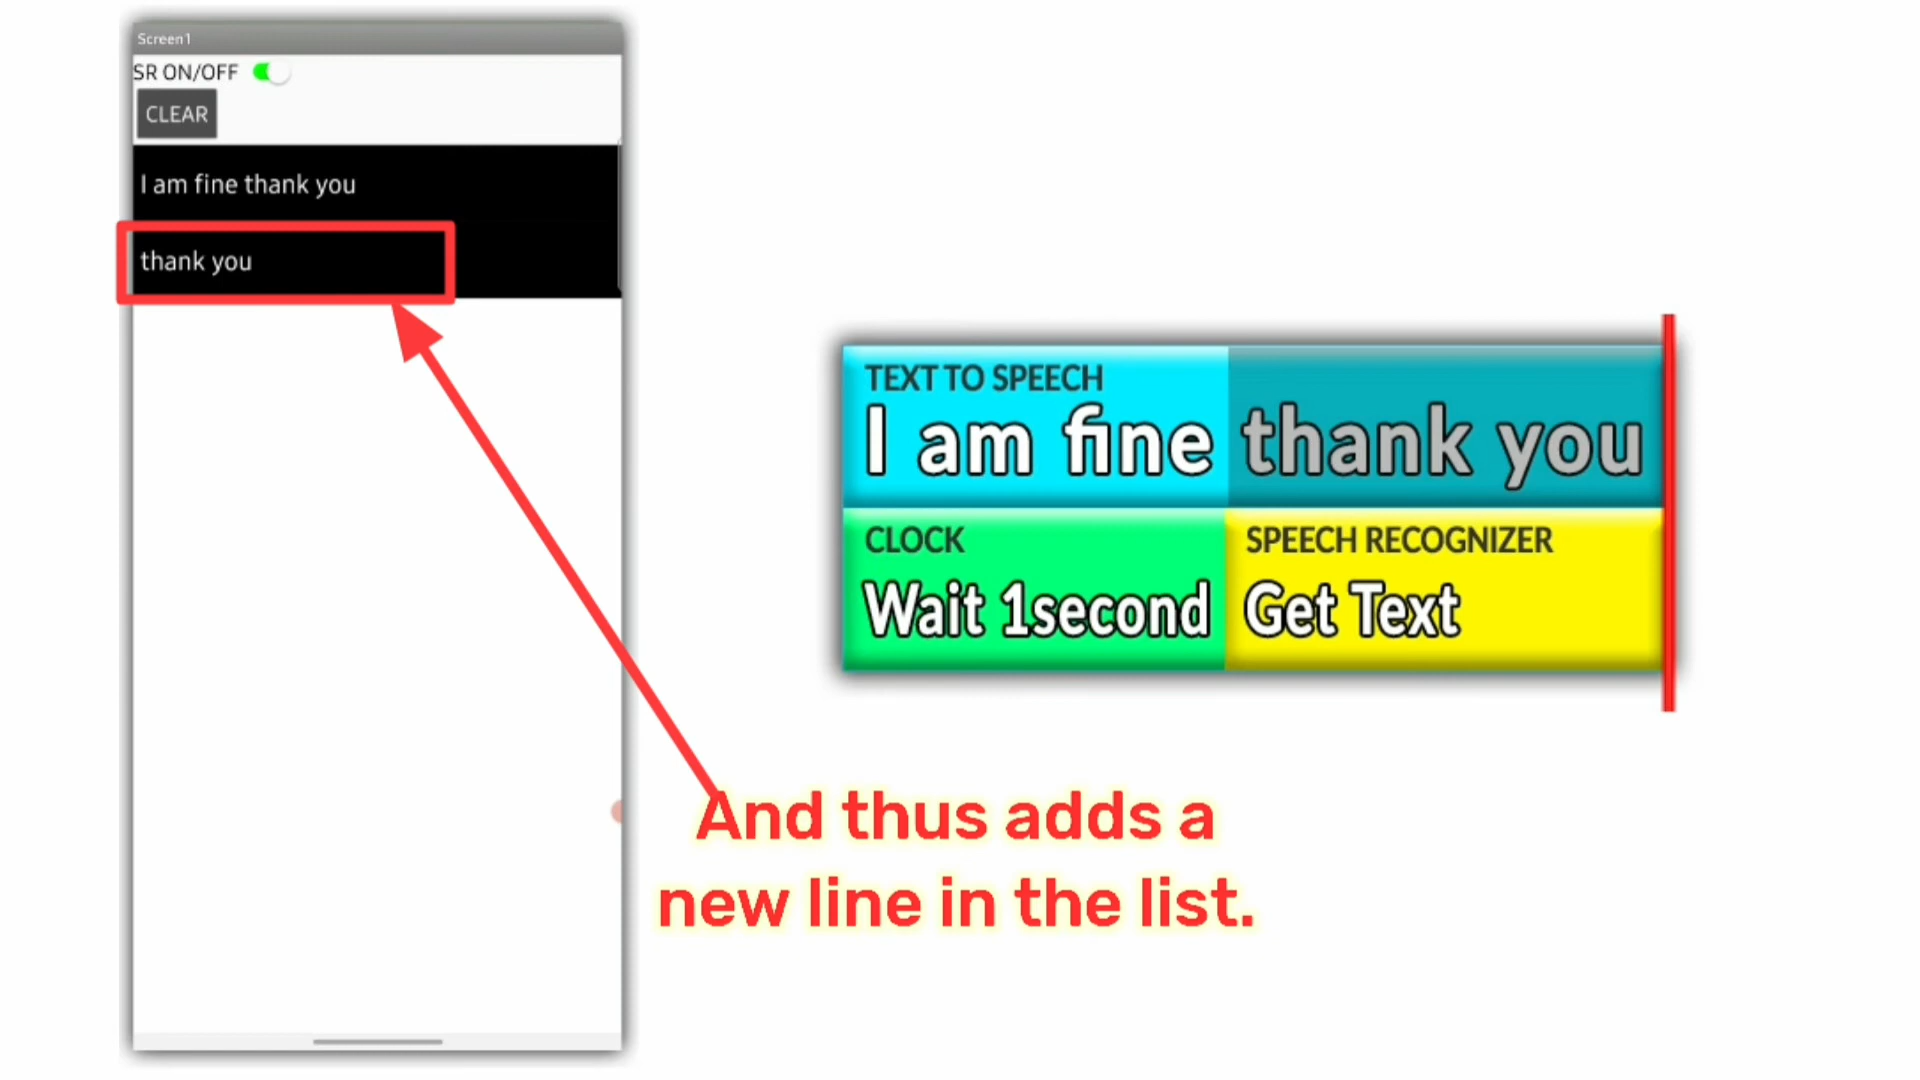 Screen1
SR ON/OFF
CLEAR
I am fine thank you
thank you
TEXT TO SPEECH
I am fine thank you
CLOCK
Wait 1second
SPEECH RECOGNIZER
Get Text
And thus adds a
new line in the list.